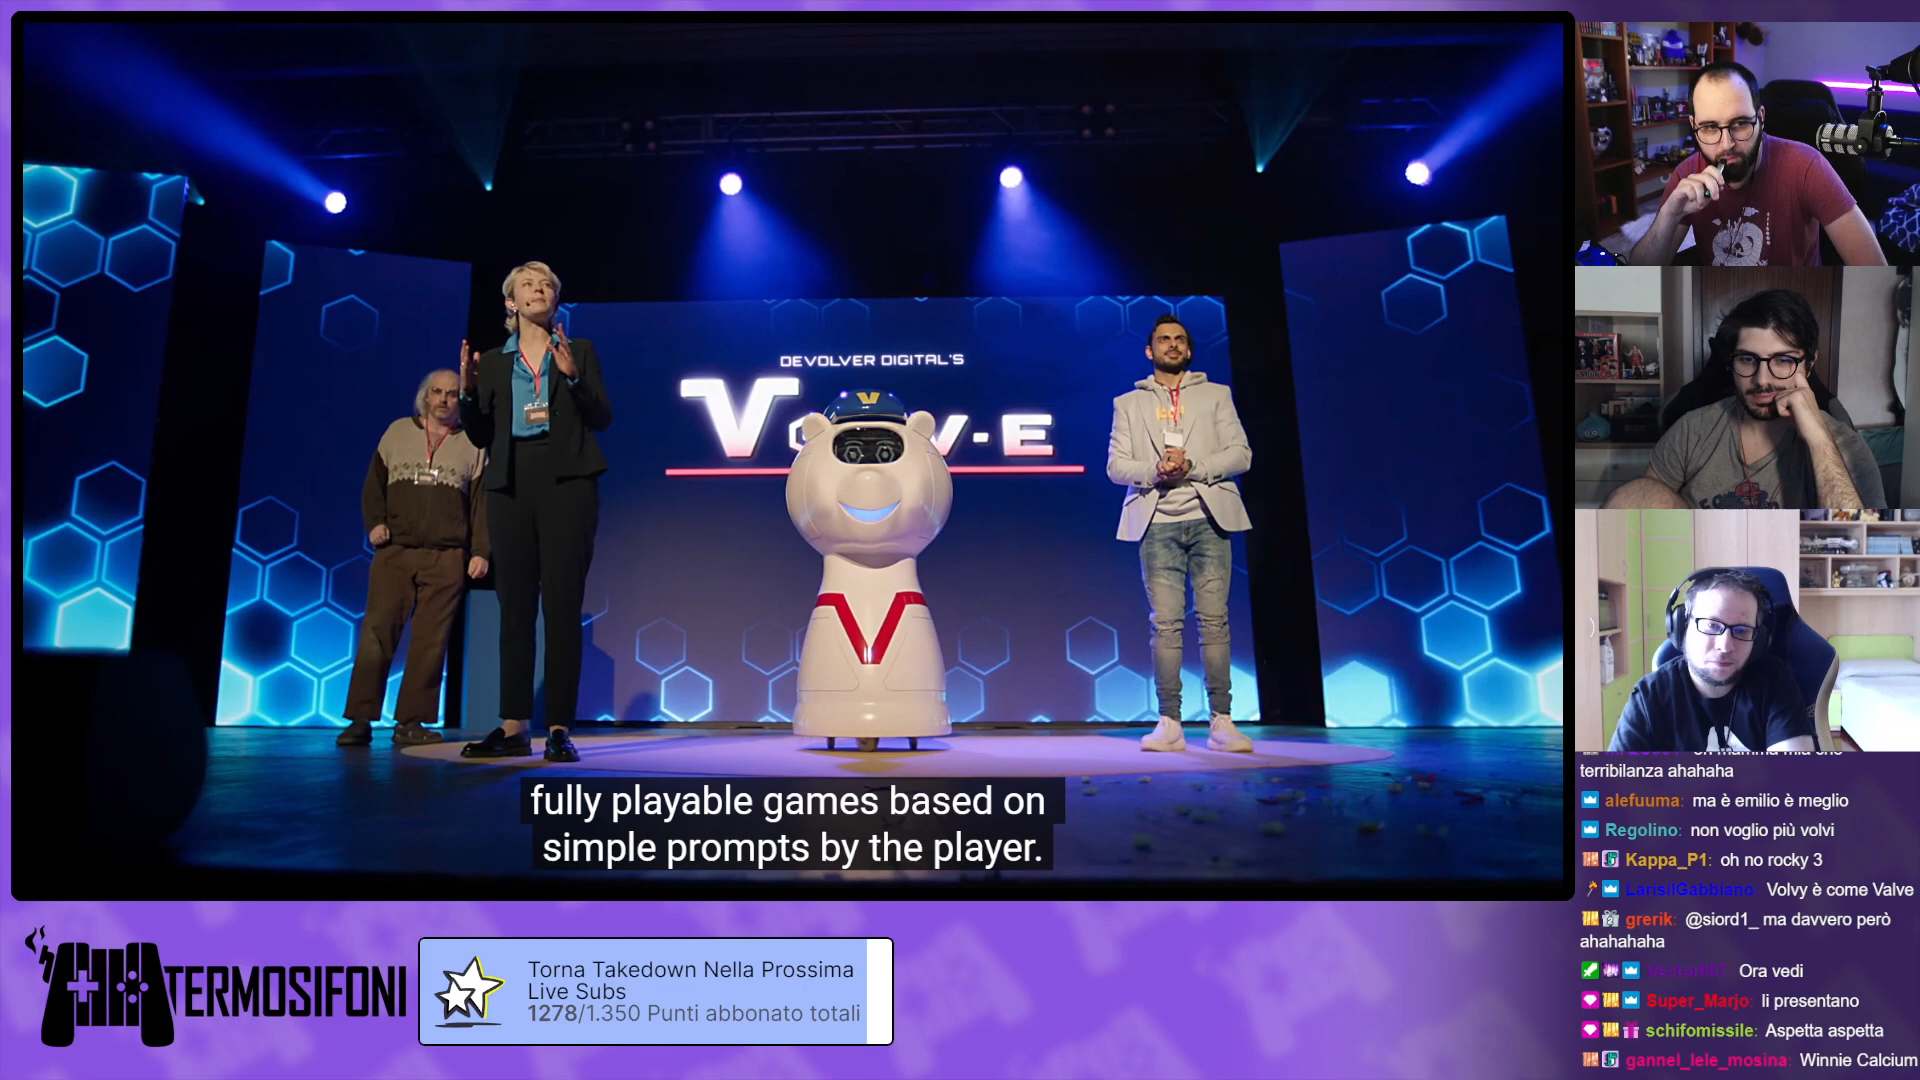 DEVOLVER DIGITAL'S
V-E
V
V
fully playable games based on
simple prompts by the player.
TERMOSIFONI
Torna Takedown Nella Prossima
Live Subs
1278/1.350 Punti abbonato totali
terribilanza ahahaha
alefuuma: ma è emilio è meglio
Regolino: non voglio più volvi
Kappa_P1: oh no rocky 3
LarisilGabbiano: Volvy è come Valve
grerik: @siord1_ ma davvero però
ahahahaha
Ora vedi
Super_Marjo: li presentano
schifomissile: Aspetta aspetta
gannel_lele_mosina: Winnie Calcium